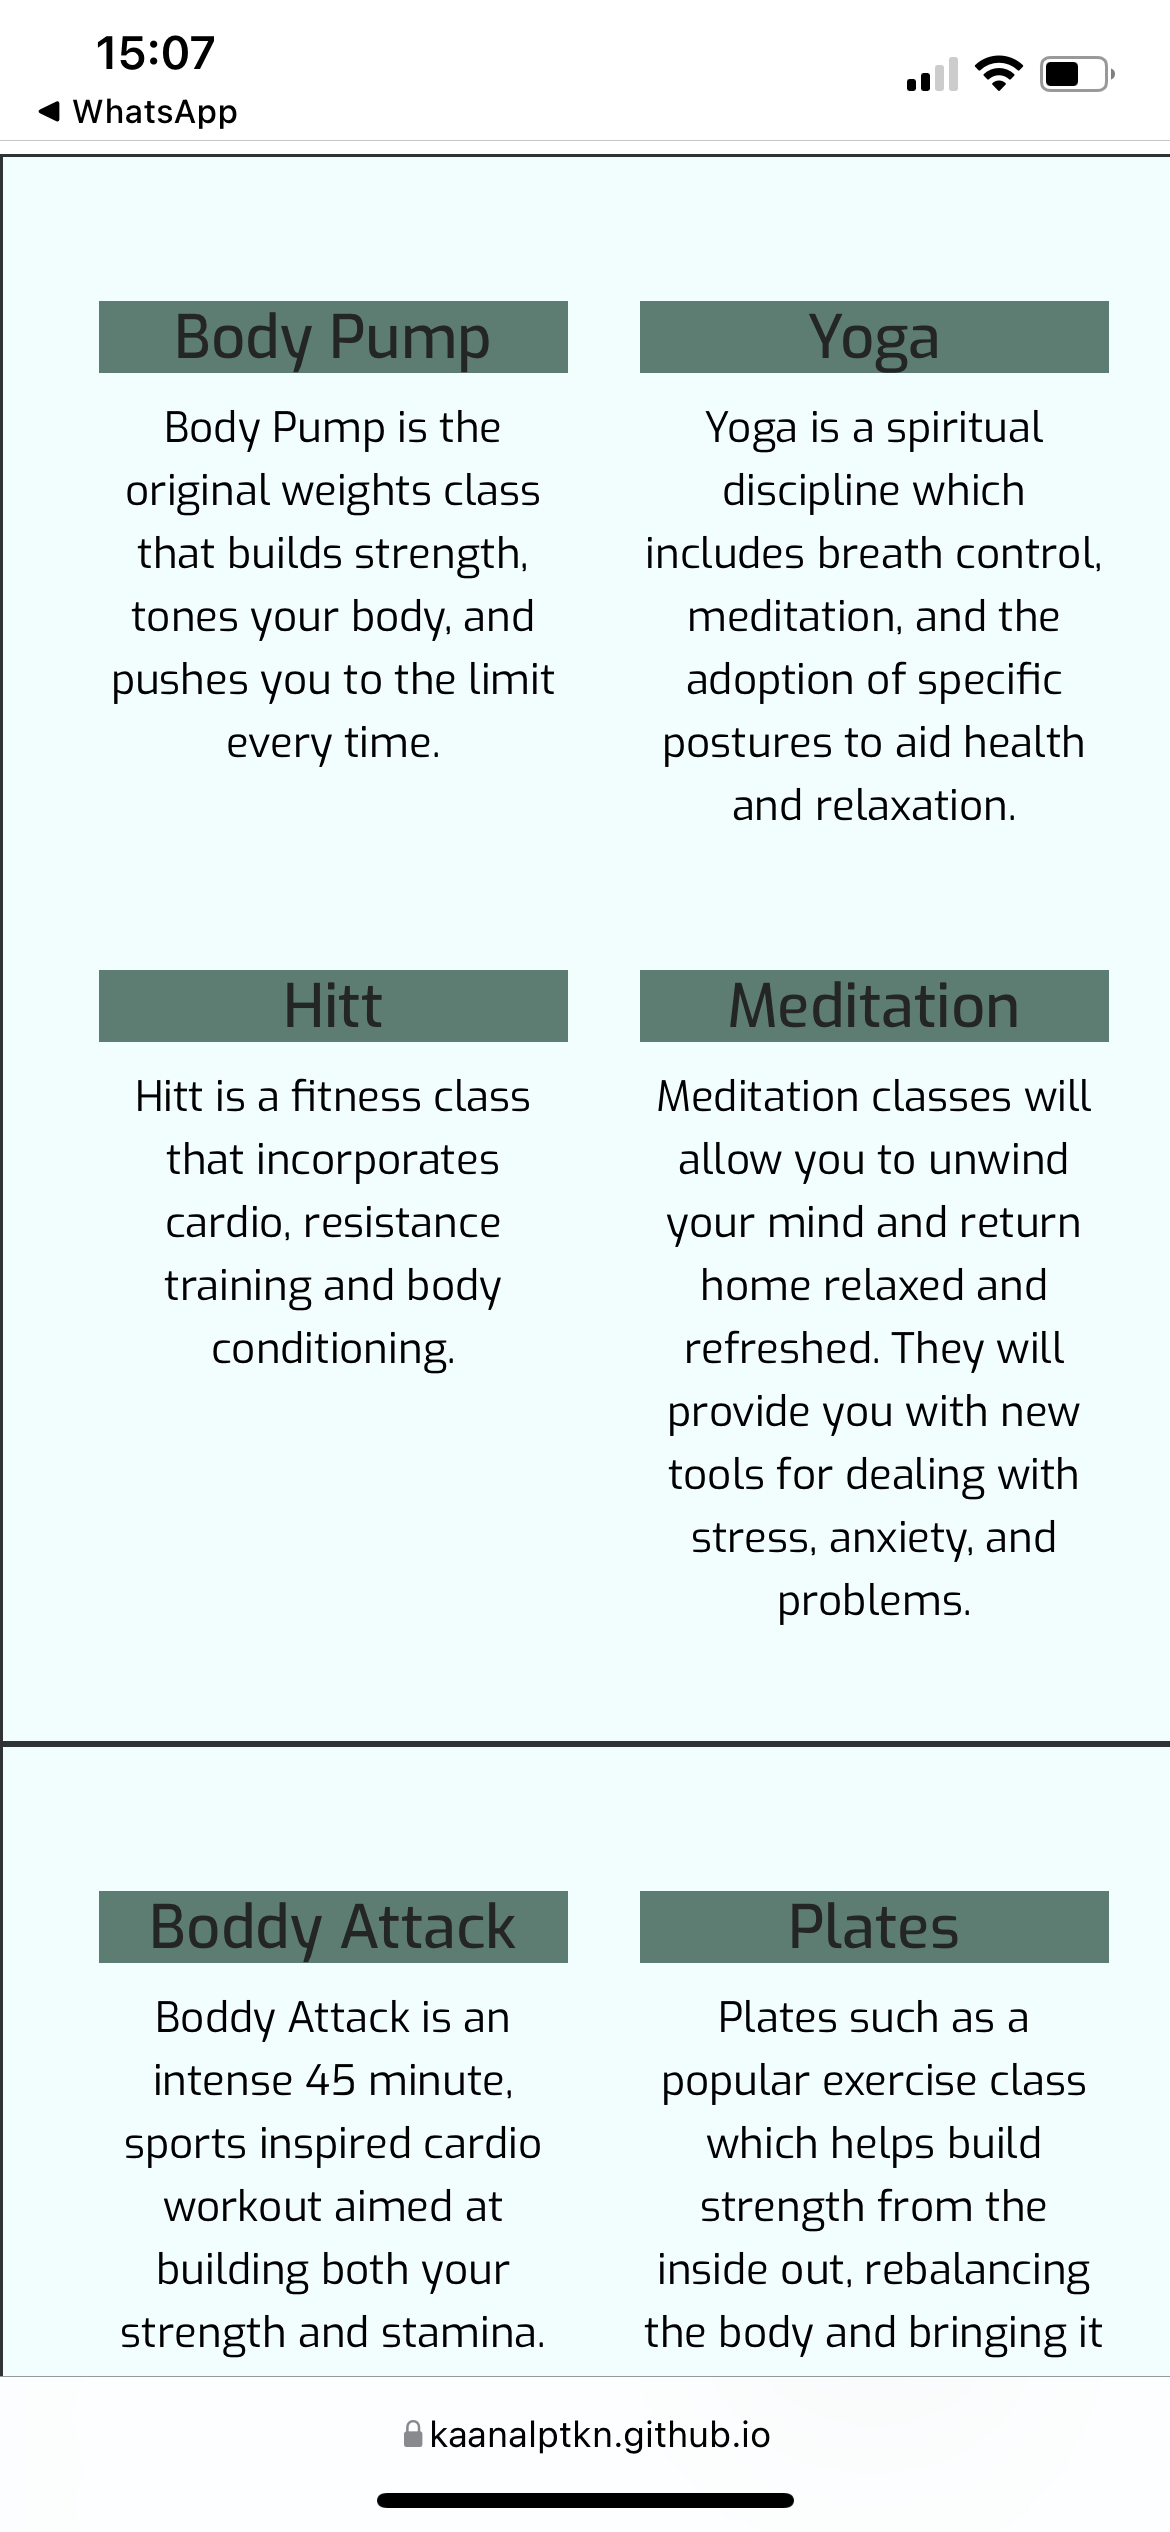 15:07
WhatsApp
Body Pump
Body Pump is the
original weights class
that builds strength,
tones your body, and
pushes you to the limit
every time.
Yoga
Yoga is a spiritual
discipline which
includes breath control,
meditation, and the
adoption of specific
postures to aid health
and relaxation.
Hitt
Hitt is a fitness class
that incorporates
cardio, resistance
training and body
conditioning.
Meditation
Meditation classes will
allow you to unwind
your mind and return
home relaxed and
refreshed. They will
provide you with new
tools for dealing with
stress, anxiety, and
problems.
Boddy Attack
Boddy Attack is an
intense 45 minute,
sports inspired cardio
workout aimed at
building both your
strength and stamina.
Plates
Plates such as a
popular exercise class
which helps build
strength from the
inside out, rebalancing
the body and bringing it
kaanalptkn.github.io